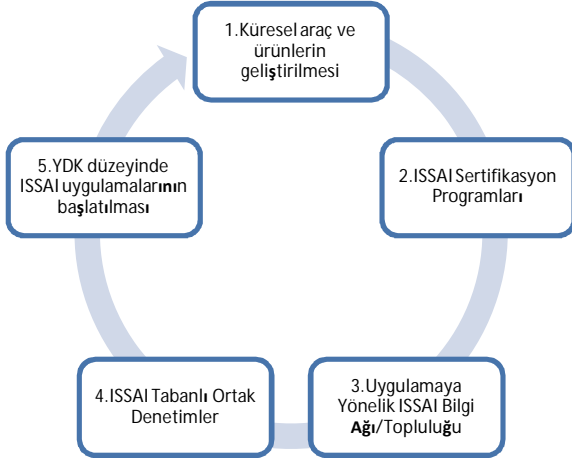 1.Küresel araç ve
ürünlerin
geliştirilmesi
2.ISSAI Sertifikasyon
Programları
3.Uygulamaya
Yönelik ISSAI Bilgi
Ağı/Topluluğu
4.ISSAI Tabanlı Ortak
Denetimler
5.YDK düzeyinde
ISSAI uygulamalarının
başlatılması